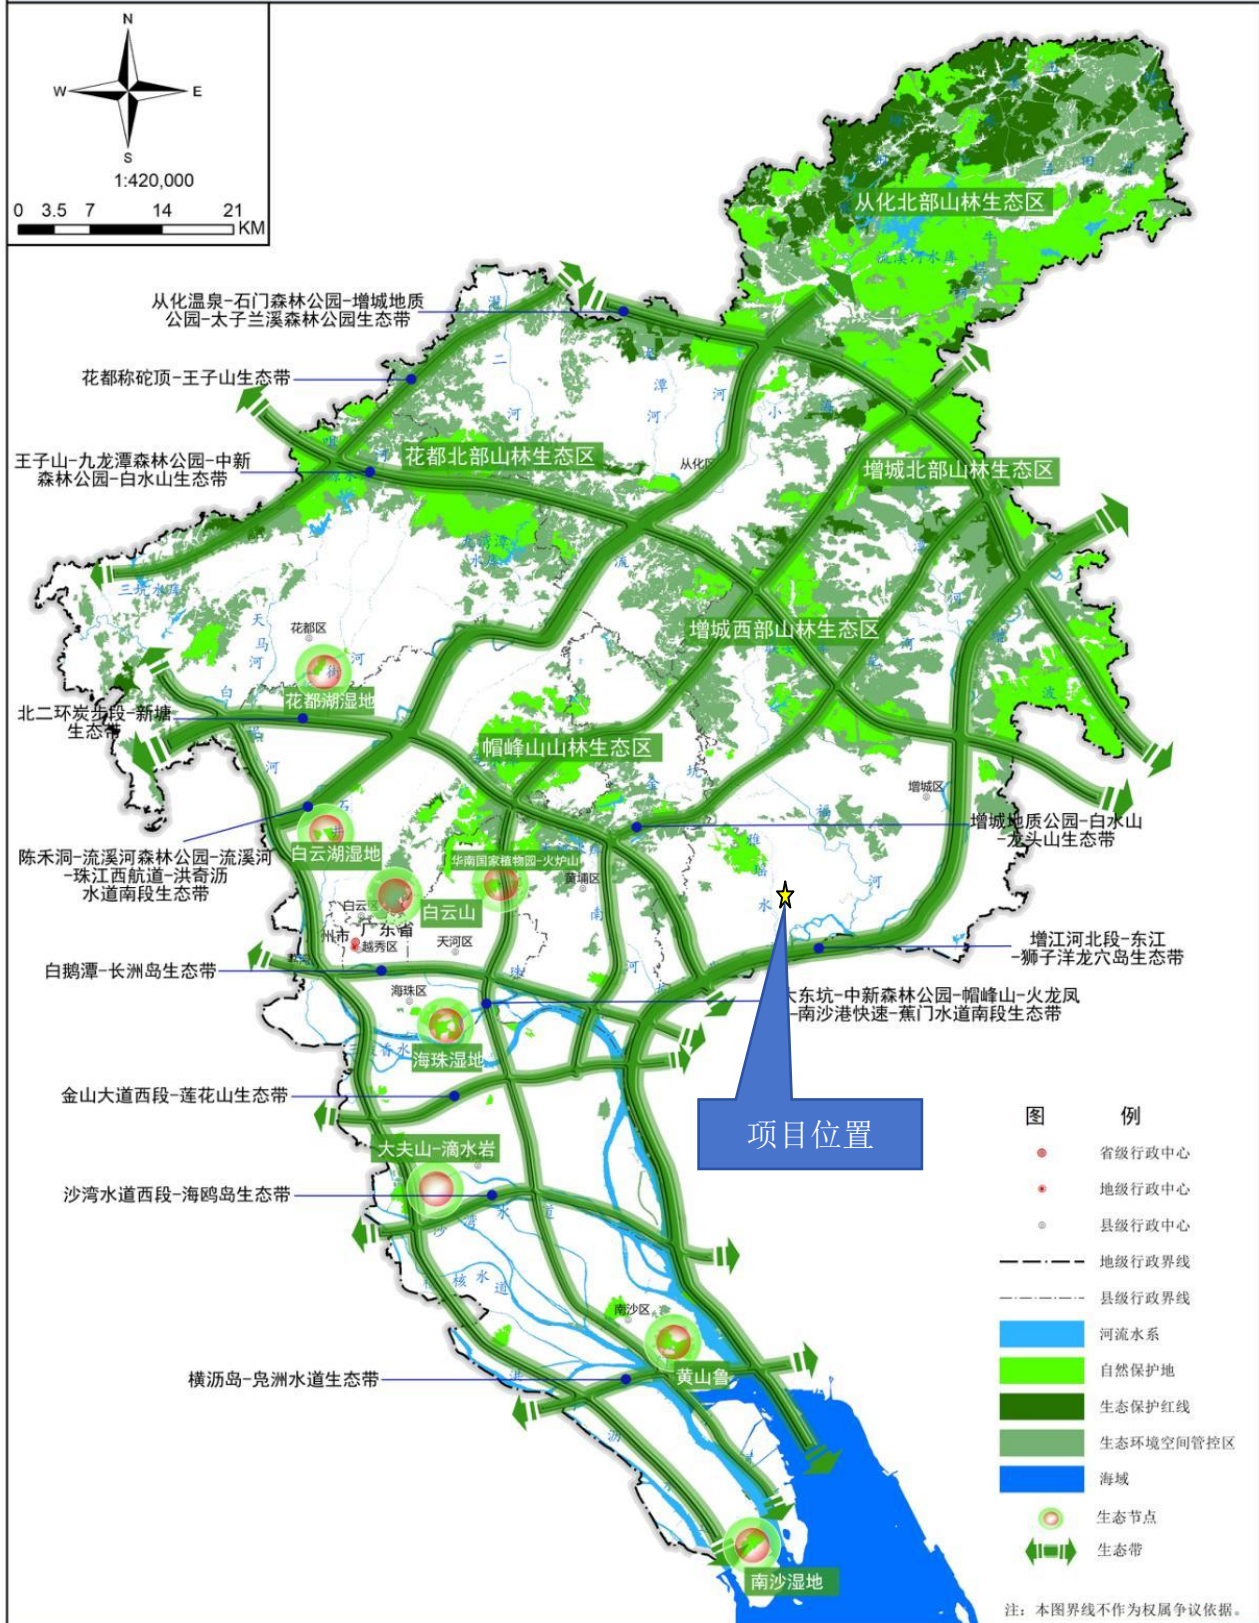 N
W
E
S
1:420,000
0 3.5 7 14 21
KM
从化北部山林生态区
流溪河水库
从化温泉-石门森林公园-增城地质
公园-太子兰溪森林公园生态带
花都称砣顶-王子山生态带
王子山-九龙潭森林公园-中新
森林公园-白水山生态带
花都北部山林生态区
从化区
增城北部山林生态区
三坑水库
天马河
花都区
增城西部山林生态区
花都湖湿地
北二环炭步段-新塘
生态带
帽峰山山林生态区
增城区
增城地质公园-白水山
-龙头山生态带
陈禾洞-流溪河森林公园-流溪河
-珠江西航道-洪奇沥
水道南段生态带
白云湖湿地
华南国家植物园-火炉山
黄埔区
白云区
白云山
广东省
州市
越秀区
天河区
增江河北段-东江
-狮子洋龙穴岛生态带
白鹅潭-长洲岛生态带
海珠区
大东坑-中新森林公园-帽峰山-火龙凤
-南沙港快速-蕉门水道南段生态带
海珠湿地
金山大道西段-莲花山生态带
项目位置
大夫山-滴水岩
沙湾水道西段-海鸥岛生态带
沙湾水道
南沙区
横沥岛-凫洲水道生态带
黄山鲁
南沙湿地
图 例
省级行政中心
地级行政中心
县级行政中心
地级行政界线
县级行政界线
河流水系
自然保护地
生态保护红线
生态环境空间管控区
海域
生态节点
生态带
注：本图界线不作为权属争议依据。